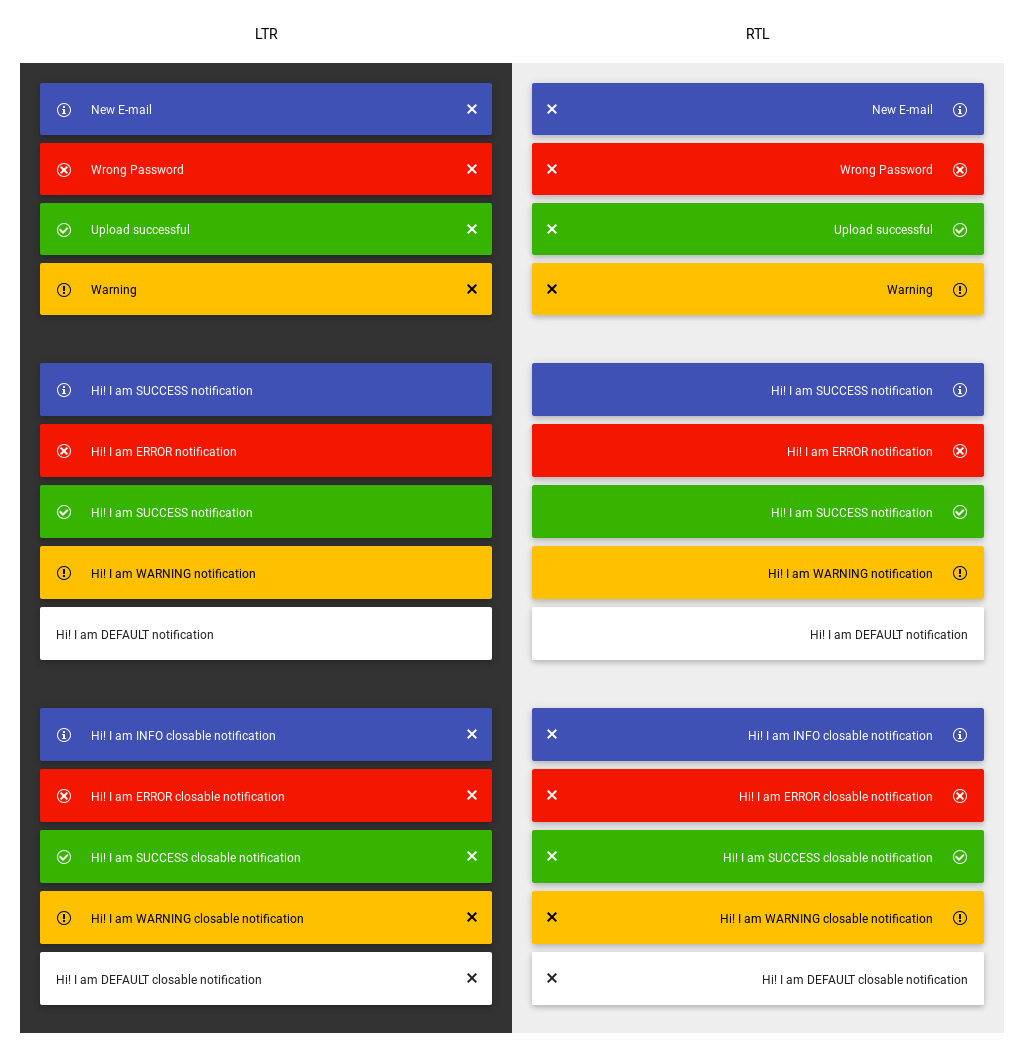 LTR
New E-mail
Wrong Password
Upload successful
Warning
Hi! I am SUCCESS notification
Hi! I am ERROR notification
Hi! I am SUCCESS notification
Hi! I am WARNING notification
Hi! I am DEFAULT notification
Hi! I am INFO closable notification
Hi! I am ERROR closable notification
Hi! I am SUCCESS closable notification
Hi! I am WARNING closable notification
Hi! I am DEFAULT closable notification
RTL
New E-mail
Wrong Password
Upload successful
Warning
Hi! I am SUCCESS notification
Hi! I am ERROR notification
Hi! I am SUCCESS notification
Hi! I am WARNING notification
Hi! I am DEFAULT notification
Hi! I am INFO closable notification
Hi! I am ERROR closable notification
Hi! I am SUCCESS closable notification
Hi! I am WARNING closable notification
Hi! I am DEFAULT closable notification